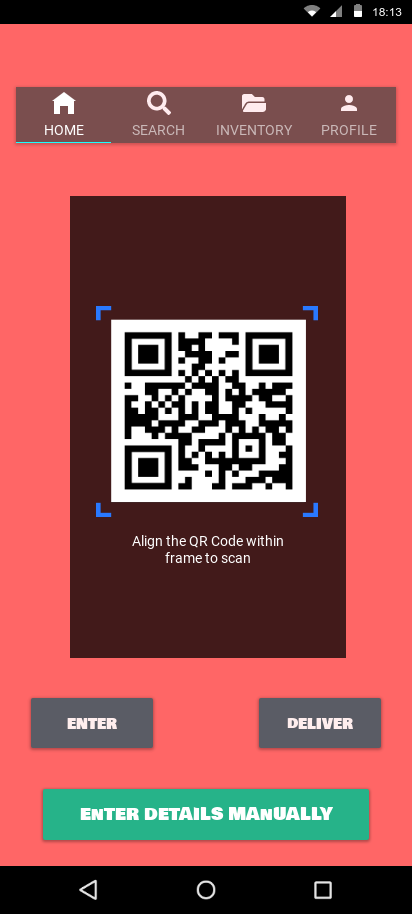 18:13
HOME SEARCH INVENTORY PROFILE
Align the QR Code within
frame to scan
ENTER DELIVER
ENTER DETAILS MANUALLY